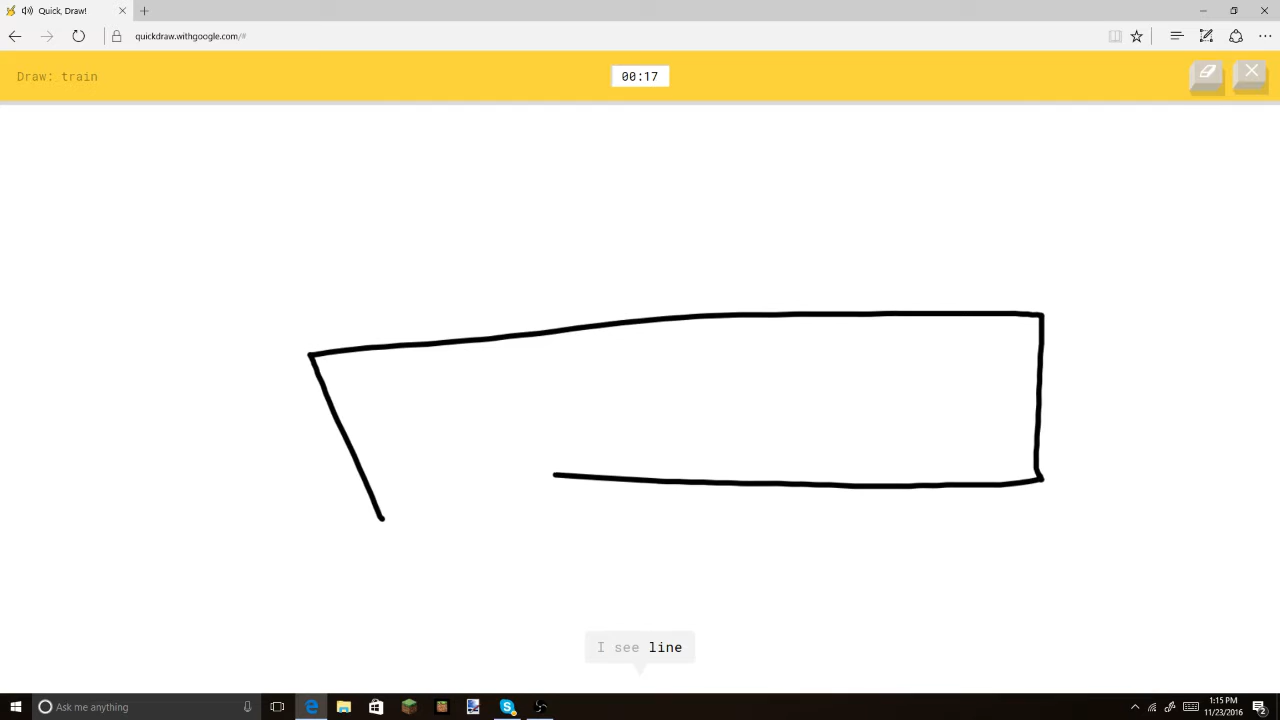 Quick, Draw!
quickdraw.withgoogle.com/#
Draw: train
00:17
I see line
Ask me anything
1:15 PM
11/23/2016
2